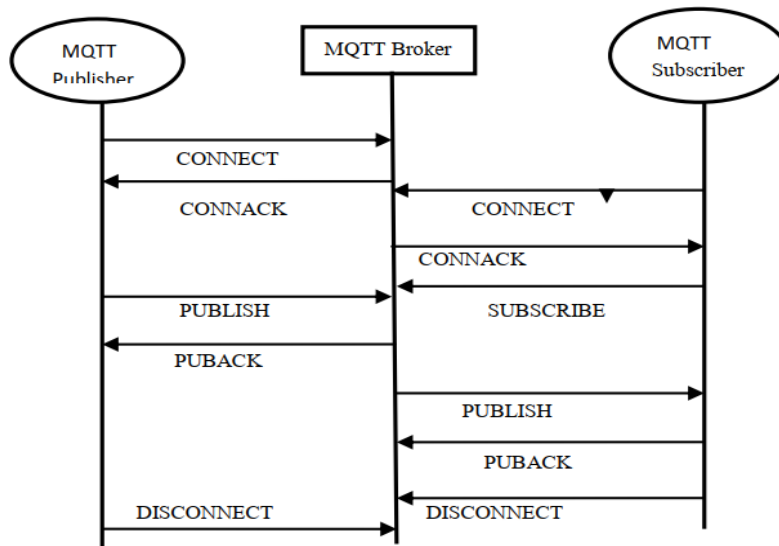 MQTT
Publisher
MQTT Broker
MQTT
Subscriber
CONNECT
CONNACK
CONNECT
CONNACK
PUBLISH
SUBSCRIBE
PUBACK
PUBLISH
PUBACK
DISCONNECT
DISCONNECT